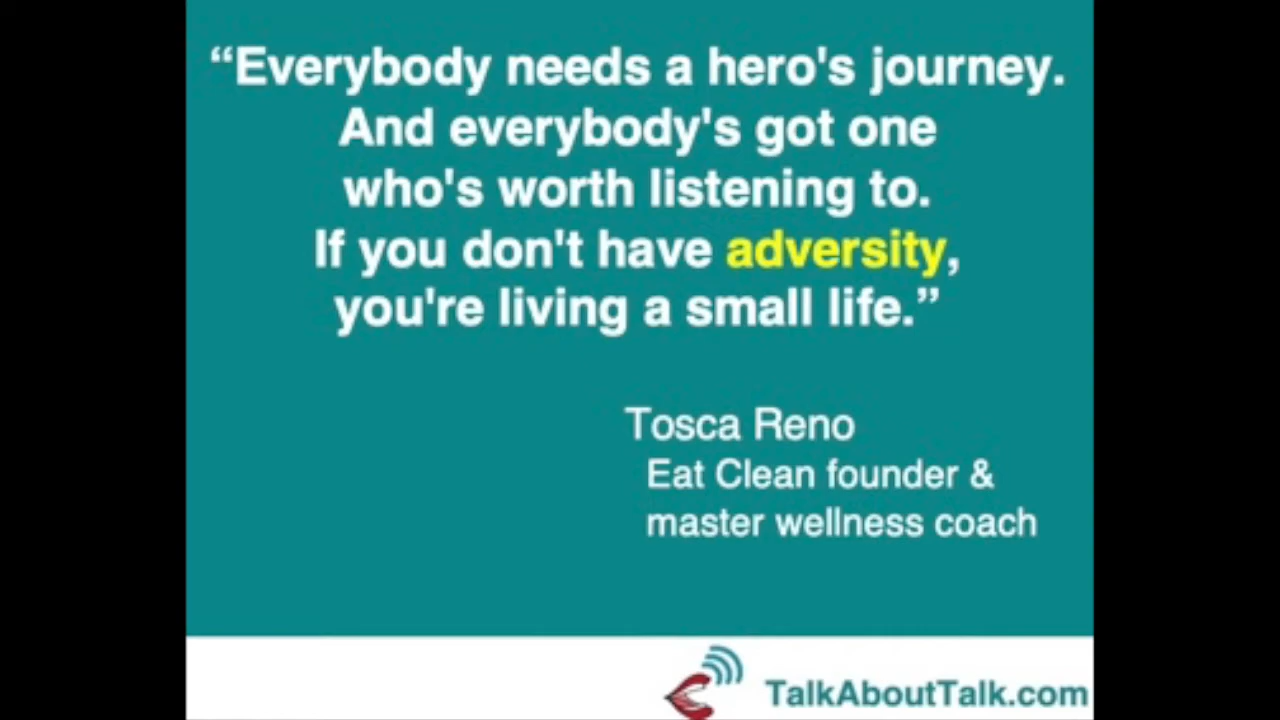 “Everybody needs a hero's journey.
And everybody's got one
who's worth listening to.
If you don't have adversity,
you're living a small life.”
Tosca Reno
Eat Clean founder &
master wellness coach
TalkAboutTalk.com